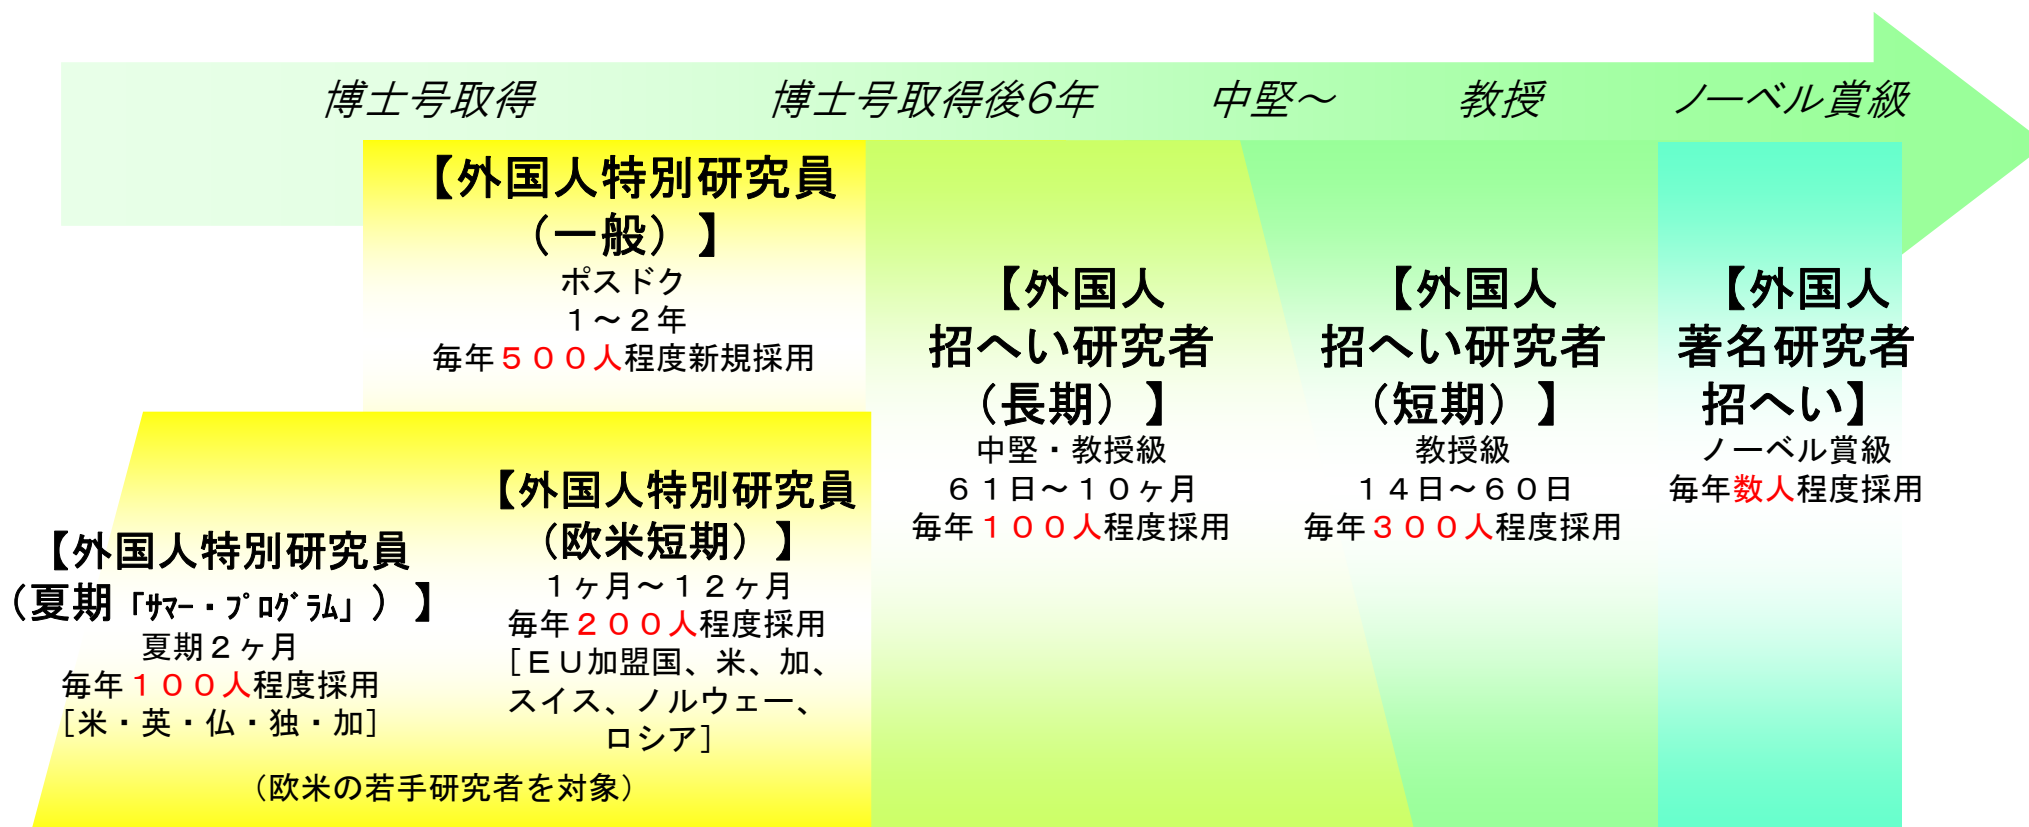 博士号取得
博士号取得後6年
中堅～
教授
ノーベル賞級
【外国人特別研究員
（一般）】
ポスドク
１～２年
毎年５００人程度新規採用
【外国人特別研究員
（夏期「ｻﾏｰ・ﾌﾟﾛｸﾞﾗﾑ」）】
夏期２ヶ月
毎年１００人程度採用
［米・英・仏・独・加］
【外国人特別研究員
（欧米短期）】
１ヶ月～１２ヶ月
毎年２００人程度採用
［ＥＵ加盟国、米、加、
スイス、ノルウェー、
ロシア］
（欧米の若手研究者を対象）
【外国人
招へい研究者
（長期）】
中堅・教授級
６１日～１０ヶ月
毎年１００人程度採用
【外国人
招へい研究者
（短期）】
教授級
１４日～６０日
毎年３００人程度採用
【外国人
著名研究者
招へい】
ノーベル賞級
毎年数人程度採用